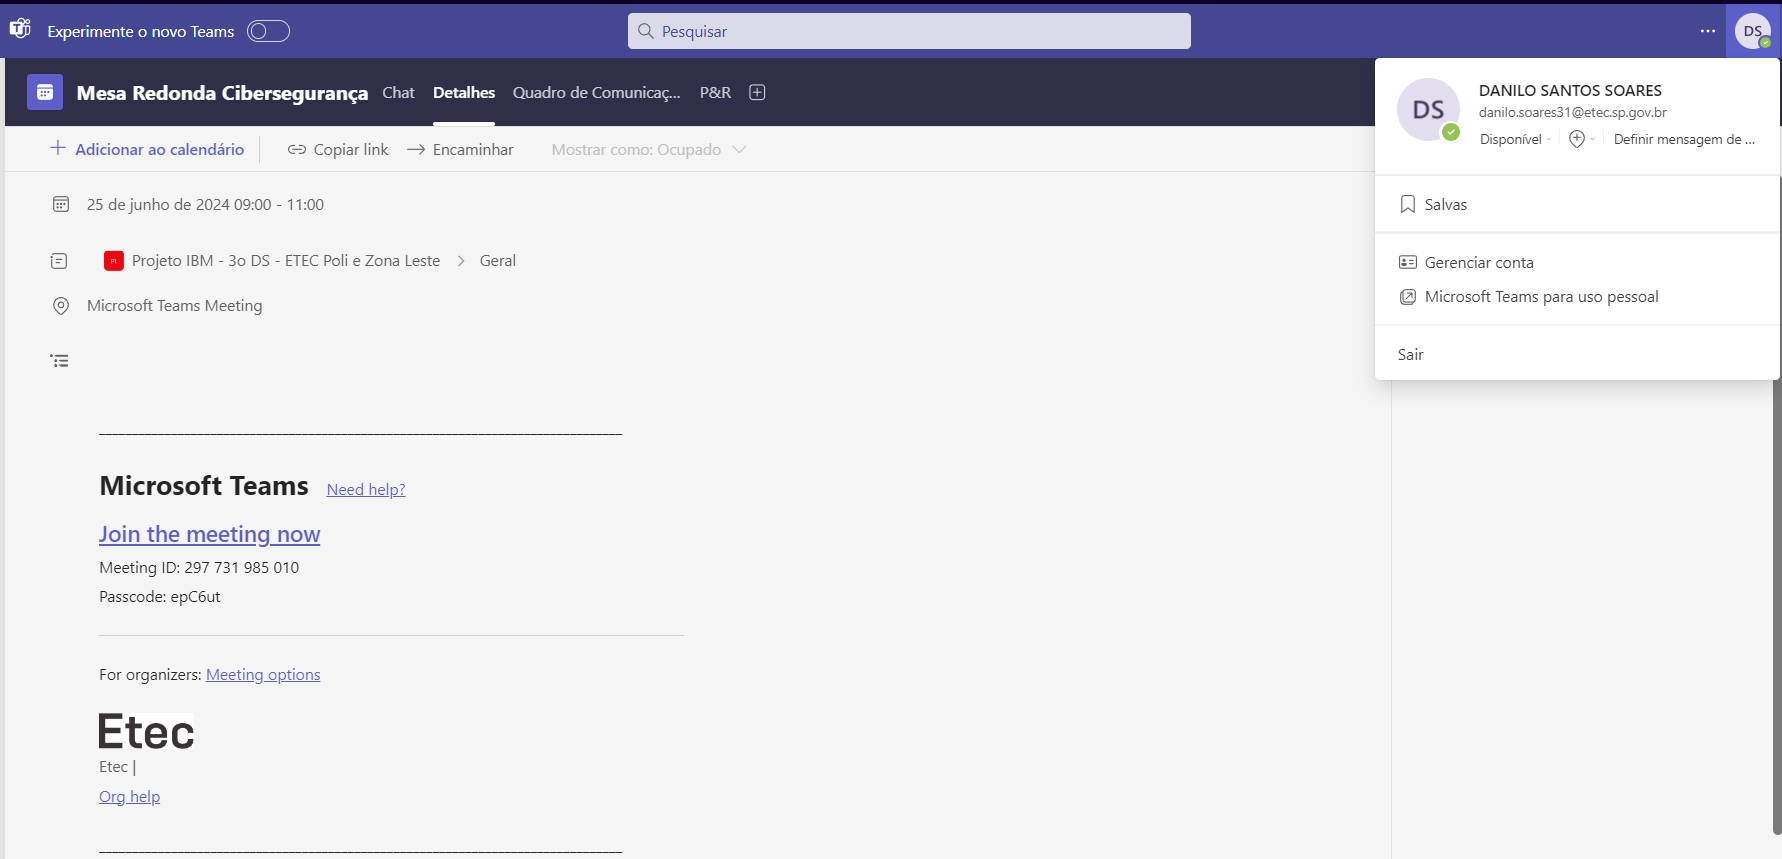 Experimente o novo Teams
Pesquisar
DS
Mesa Redonda Cibersegurança
Chat
Detalhes
Quadro de Comunicaç...
P&R
Adicionar ao calendário
Copiar link
Encaminhar
Mostrar como: Ocupado
25 de junho de 2024 09:00 - 11:00
PI
Projeto IBM - 3o DS - ETEC Poli e Zona Leste > Geral
Microsoft Teams Meeting
________________________________________________________________________________
Microsoft Teams Need help?
Join the meeting now
Meeting ID: 297 731 985 010
Passcode: epC6ut
For organizers: Meeting options
Etec
Etec |
Org help
________________________________________________________________________________
DS
DANILO SANTOS SOARES
danilo.soares31@etec.sp.gov.br
Disponível
Definir mensagem de ...
Salvas
Gerenciar conta
Microsoft Teams para uso pessoal
Sair